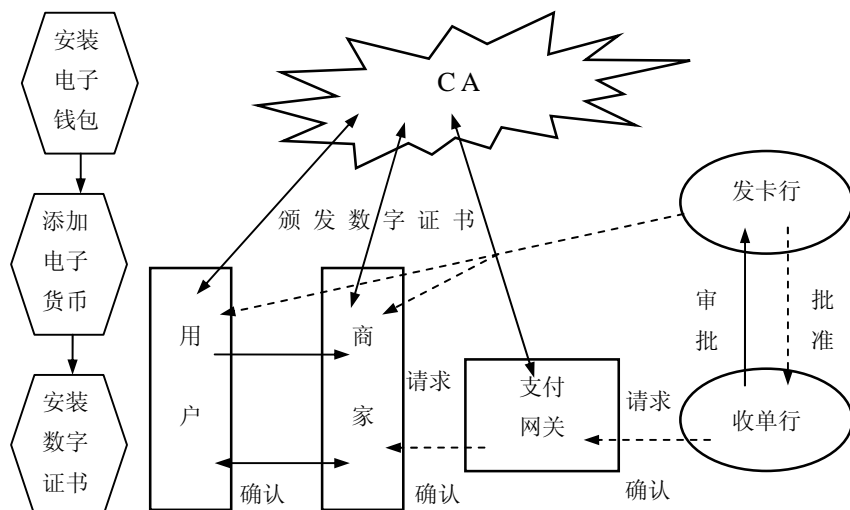 安装
电子
钱包
CA
添加
电子
货币
颁发数字证书
发卡行
用
户
商
家
审
批
批
准
安装
数字
证书
请求
支付
网关
请求
收单行
确认
确认
确认